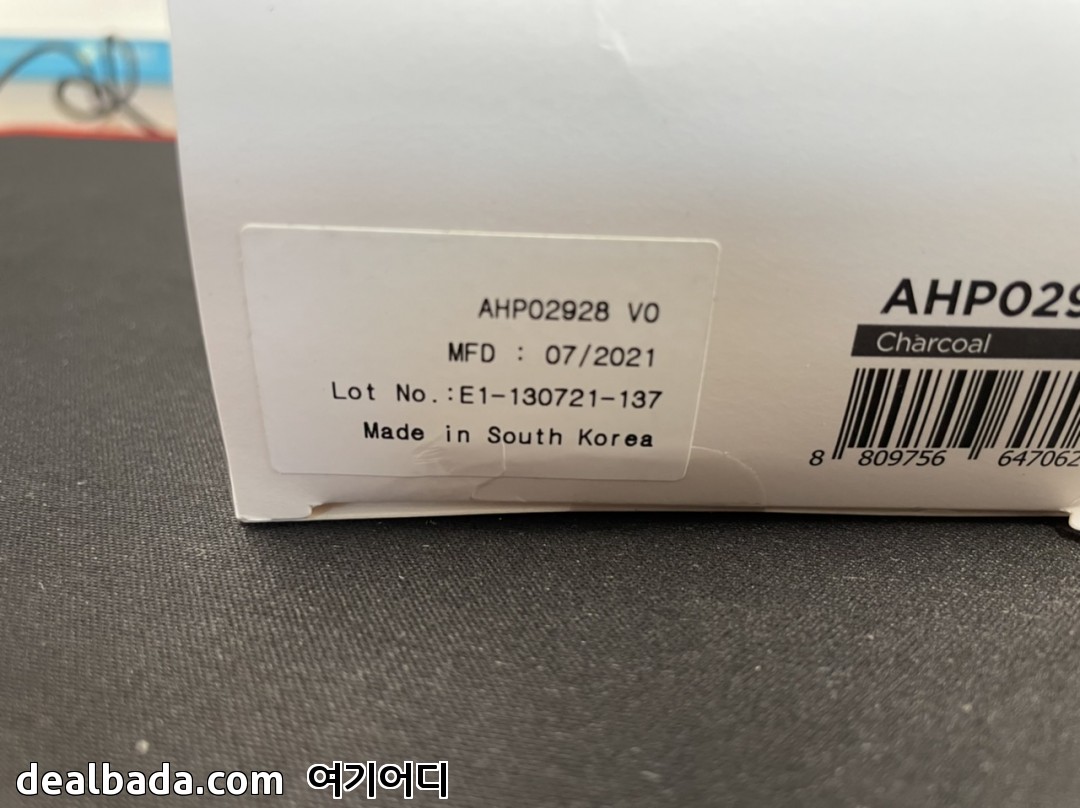 AHP02928 V0
MFD : 07/2021
Lot No.:E1-130721-137
Made in South Korea
AHP029
Charcoal
8 809756 647062
dealbada.com 여기어디